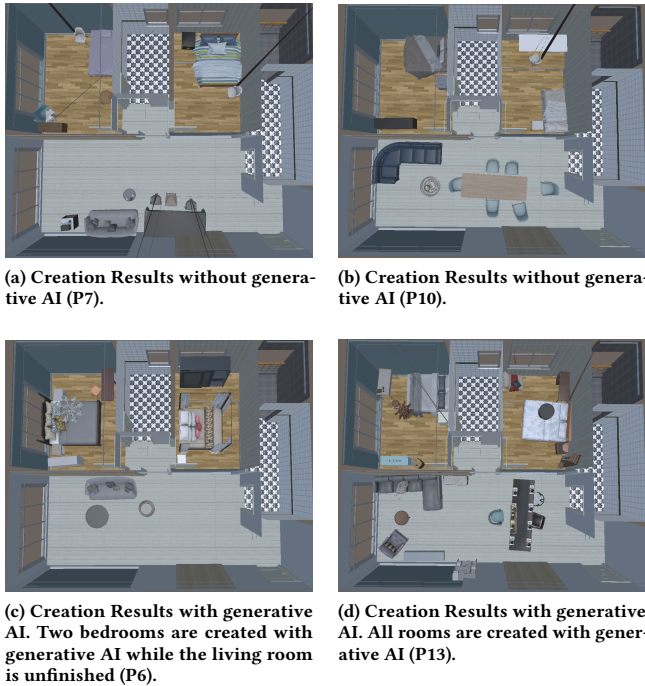 (a) Creation Results without genera-
tive AI (P7).
(b) Creation Results without genera-
tive AI (P10).
(c) Creation Results with generative
AI. Two bedrooms are created with
generative AI while the living room
is unfinished (P6).
(d) Creation Results with generative
AI. All rooms are created with gener-
ative AI (P13).